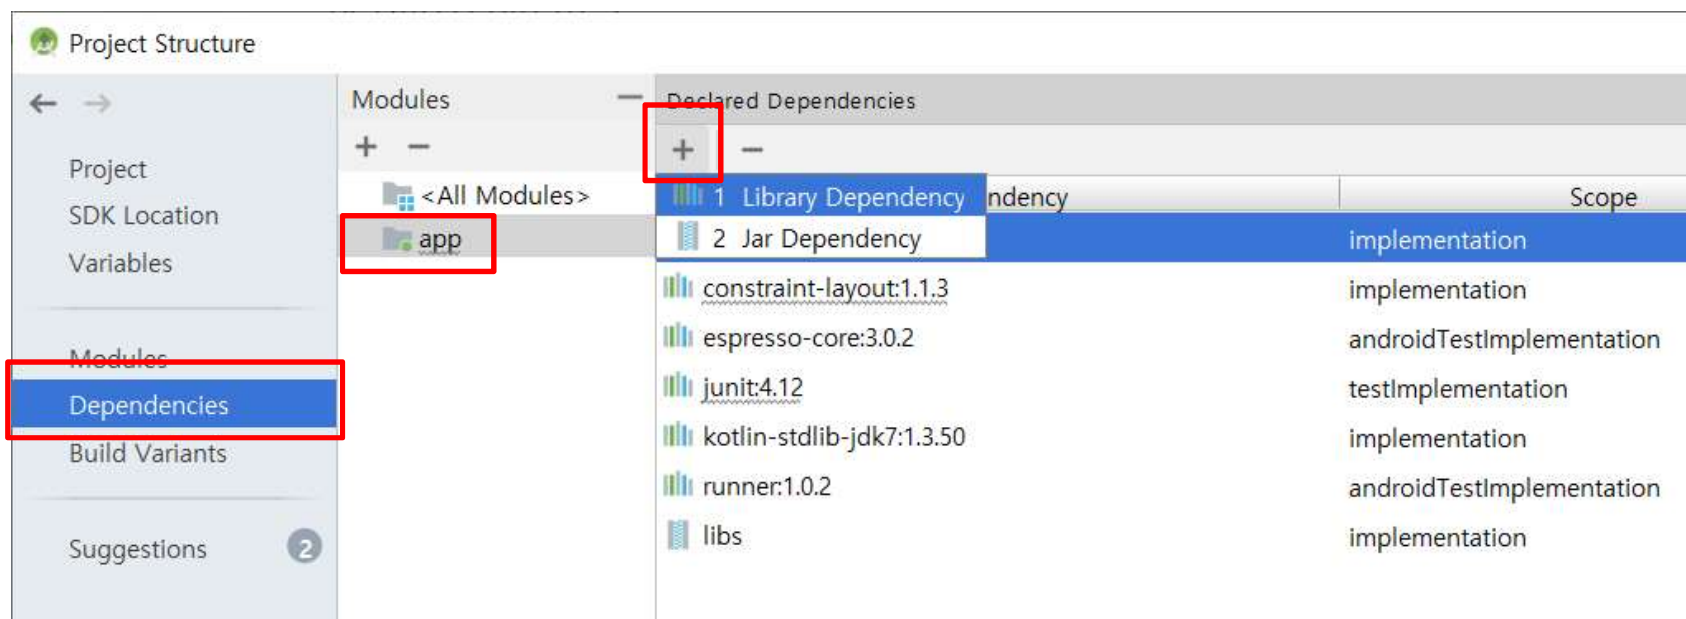 Project Structure
Project
SDK Location
Variables
Modules
Dependencies
Build Variants
Suggestions 2
Modules
<All Modules>
app
Declared Dependencies
1 Library Dependency
2 Jar Dependency
ndency Scope
implementation
constraint-layout:1.1.3 implementation
espresso-core:3.0.2 androidTestImplementation
junit:4.12 testImplementation
kotlin-stdlib-jdk7:1.3.50 implementation
runner:1.0.2 androidTestImplementation
libs implementation